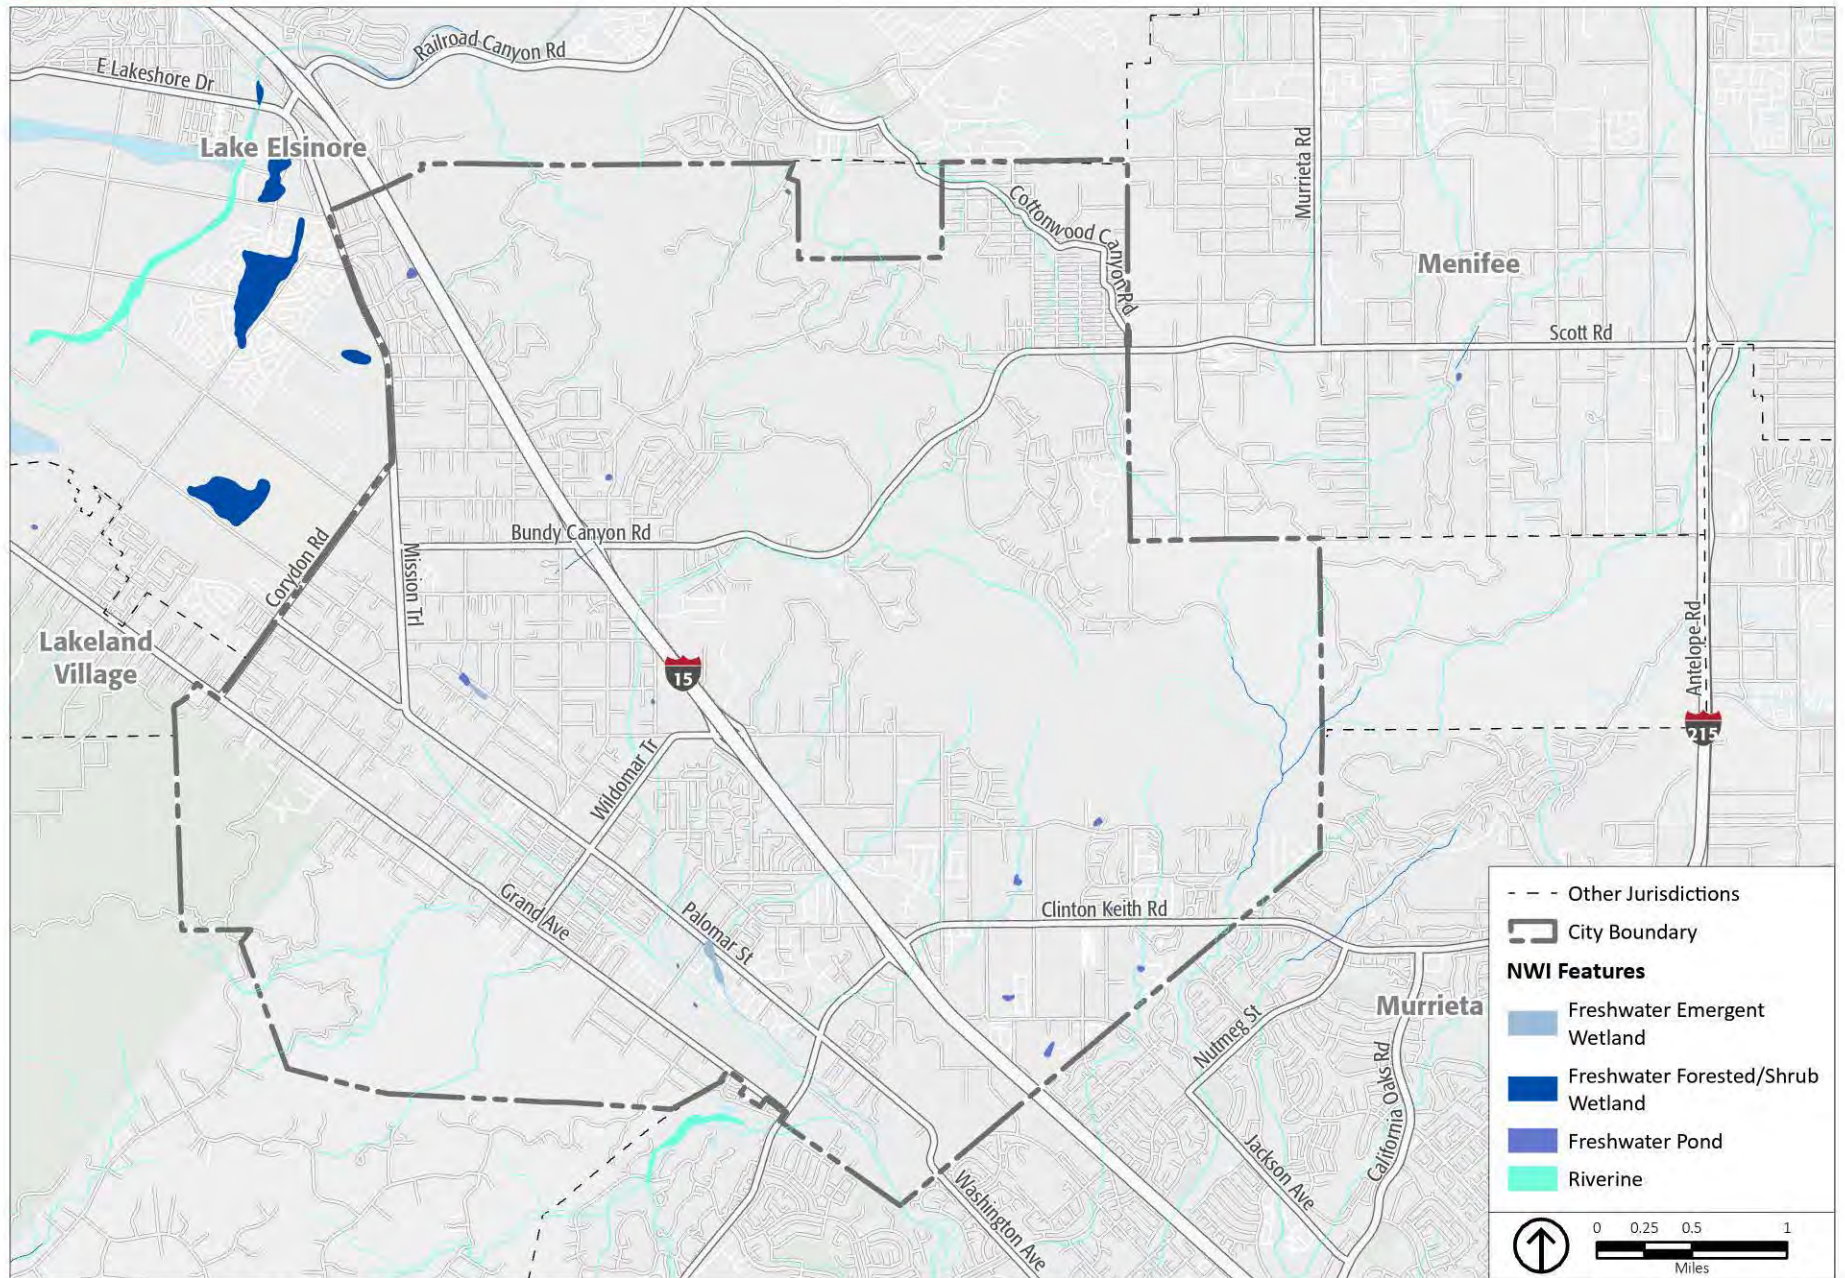 Railroad Canyon Rd
E Lakeshore Dr
Lake Elsinore
Murrieta Rd
Cottonwood Canyon Rd
Menifee
Scott Rd
Bundy Canyon Rd
Mission Trl
Corydon Rd
Lakeland
Village
15
Antelope Rd
215
Wildomar Tr
Grand Ave
Palomar St
Clinton Keith Rd
Murrieta
Nutmeg St
California Oaks Rd
Jackson Ave
Washington Ave
Other Jurisdictions
City Boundary
NWI Features
Freshwater Emergent
Wetland
Freshwater Forested/Shrub
Wetland
Freshwater Pond
Riverine
0 0.25 0.5 1
Miles